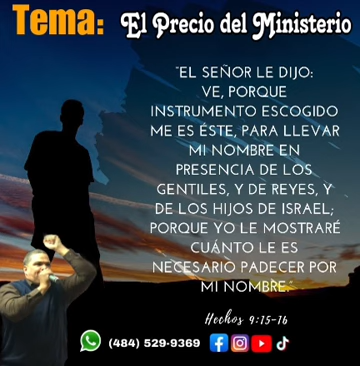 Tema: El Precio del Ministerio
"EL SEÑOR LE DIJO:
VE, PORQUE
INSTRUMENTO ESCOGIDO
ME ES ÉSTE, PARA LLEVAR
MI NOMBRE EN
PRESENCIA DE LOS
GENTILES, Y DE REYES, Y
DE LOS HIJOS DE ISRAEL;
PORQUE YO LE MOSTRARÉ
CUÁNTO LE ES
NECESARIO PADECER POR
MI NOMBRE."
Hechos 9:15-16
(484) 529-9369